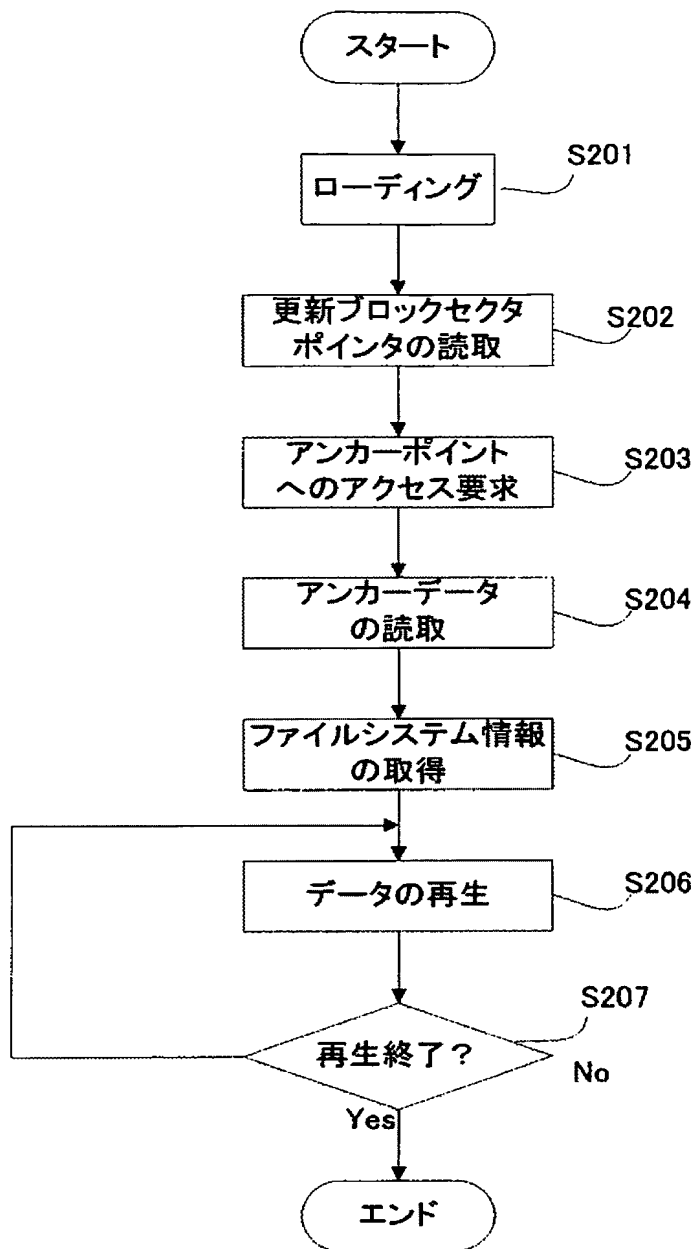 スタート
S201
ローディング
更新ブロックセクタ
ポインタの読取
S202
アンカーポイント
へのアクセス要求
S203
アンカーデータ
の読取
S204
ファイルシステム情報
の取得
S205
データの再生
S206
S207
再生終了?
No
Yes
エンド